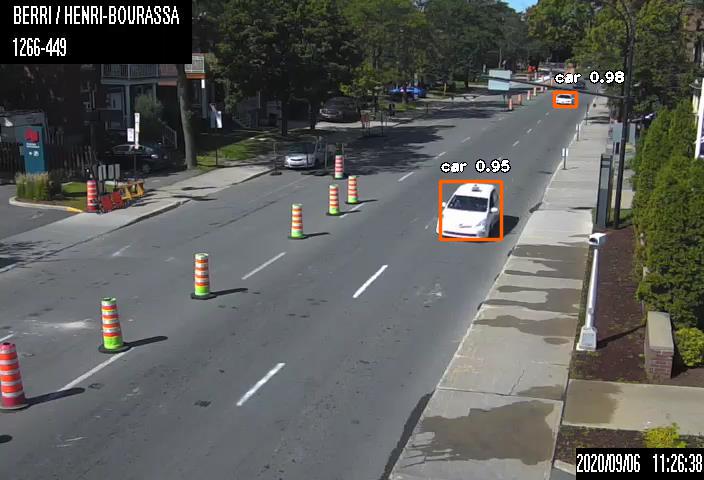 BERRI / HENRI-BOURASSA
1266-449
car 0.98
car 0.95
2020/09/06 11:26:38